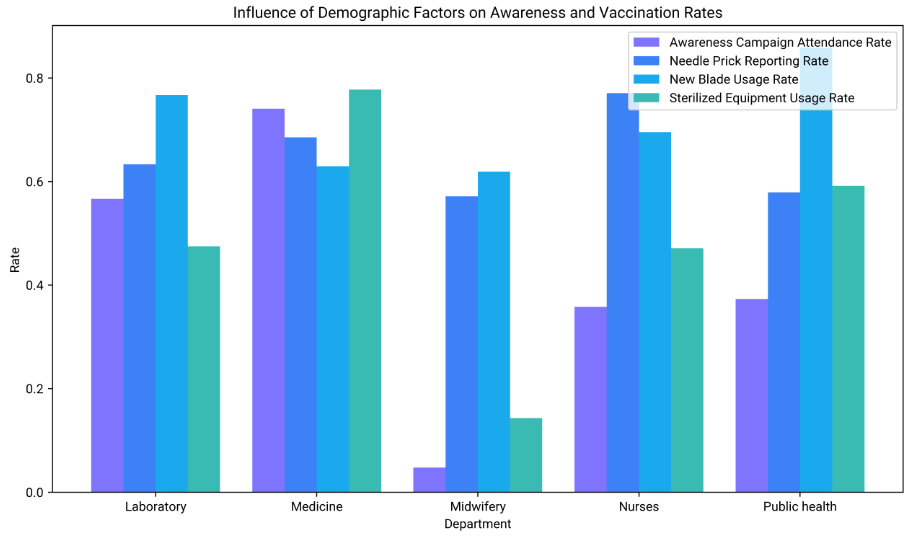 Influence of Demographic Factors on Awareness and Vaccination Rates
Awareness Campaign Attendance Rate
Needle Prick Reporting Rate
New Blade Usage Rate
Sterilized Equipment Usage Rate
0.8
0.6
0.4
0.2
0.0
Rate
Laboratory
Medicine
Midwifery
Nurses
Public health
Department